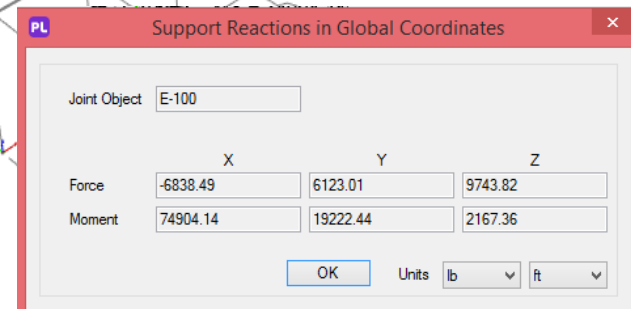 PL Support Reactions in Global Coordinates ×
Joint Object E-100
X Y Z
Force -6838.49 6123.01 9743.82
Moment 74904.14 19222.44 2167.36
OK Units lb ft